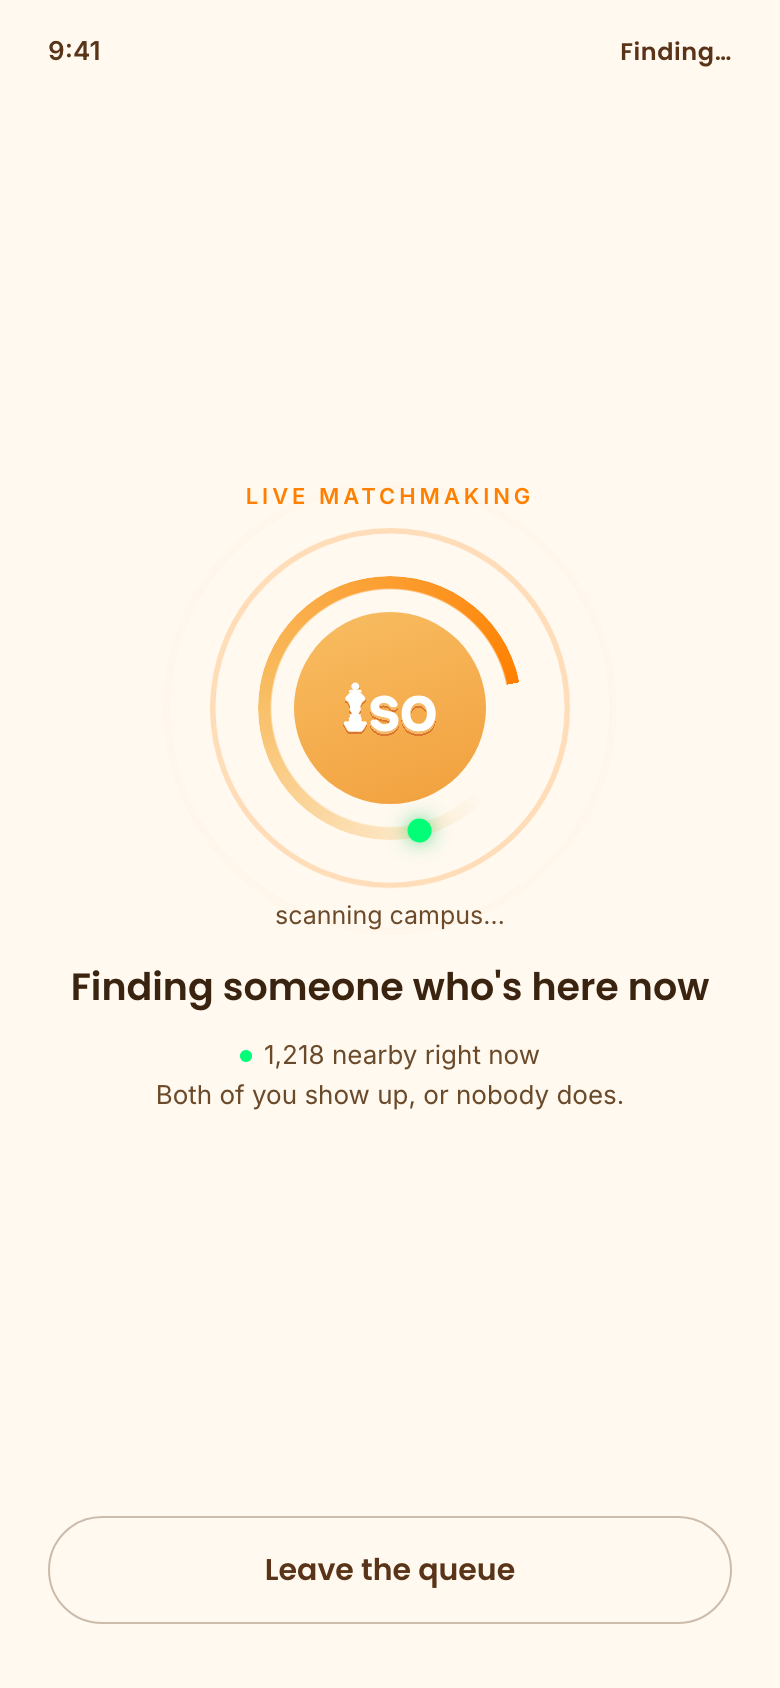 9:41
Finding...
LIVE MATCHMAKING
iso
scanning campus...
Finding someone who's here now
1,218 nearby right now
Both of you show up, or nobody does.
Leave the queue